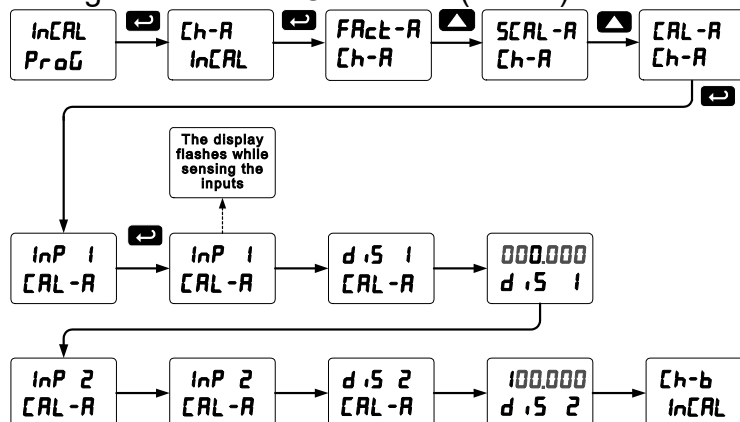 InCAL
ProG
Ch-A
InCAL
FAct-A
Ch-A
SCAL-A
Ch-A
CAL-A
Ch-A
The display
flashes while
sensing the
inputs
InP 1
CAL-A
InP 1
CAL-A
diS 1
CAL-A
000.000
diS 1
InP 2
CAL-A
InP 2
CAL-A
diS 2
CAL-A
100.000
diS 2
Ch-b
InCAL